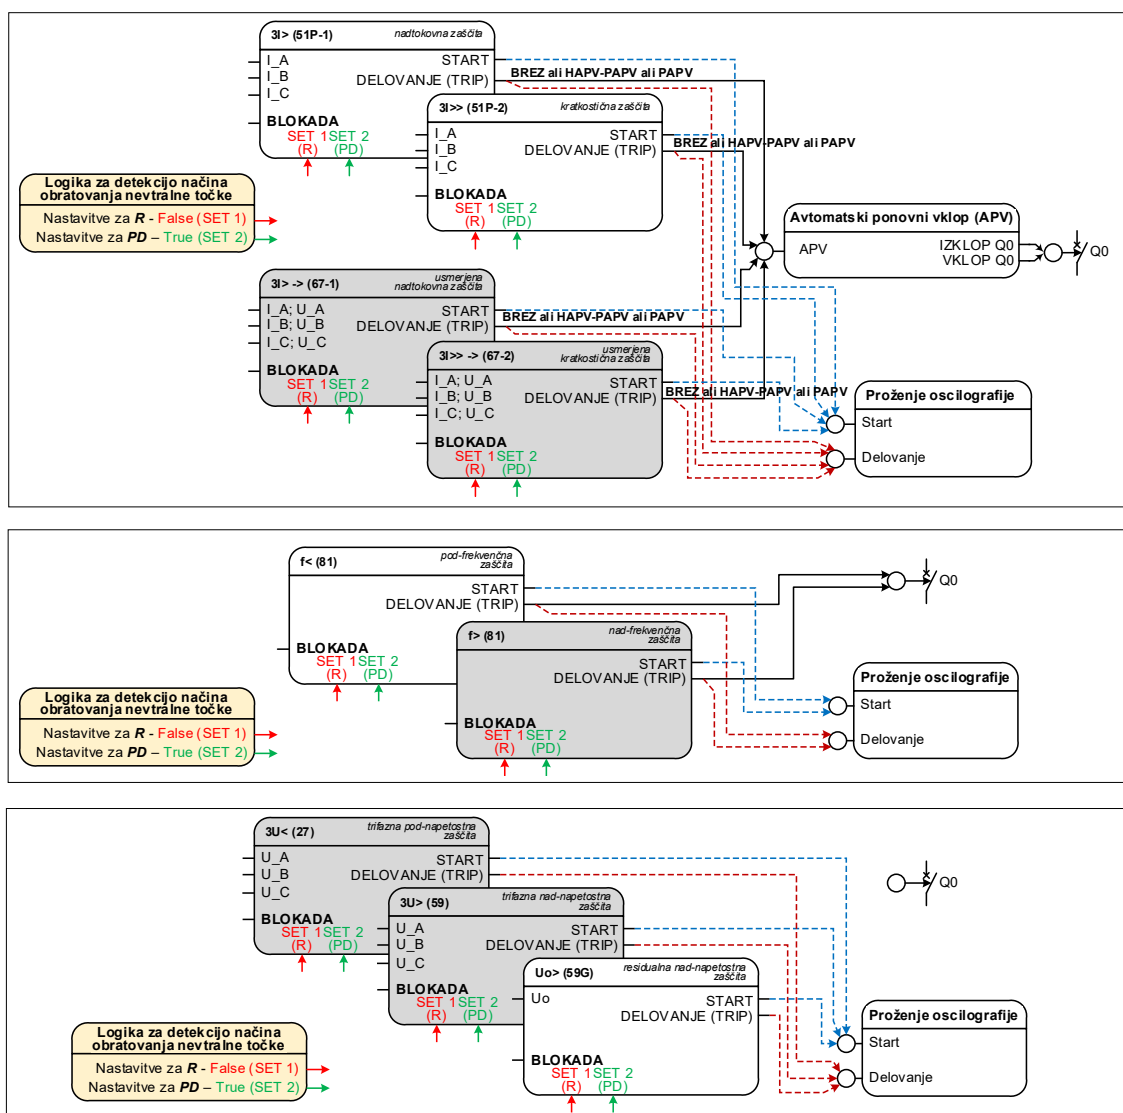 3I> (51P-1)
nadtokovna zaščita
START
I_A
DELOVANJE (TRIP)
I_B
I_C
BLOKADA
SET 1 SET 2
(R) (PD)
BREZ ali HAPV-PAPV ali PAPV
3I>> (51P-2)
kratkostična zaščita
START
I_A
DELOVANJE (TRIP)
I_B
I_C
BLOKADA
SET 1 SET 2
(R) (PD)
BREZ ali HAPV-PAPV ali PAPV
Logika za detekcijo načina
obratovanja nevtralne točke
Nastavitve za R - False (SET 1)
Nastavitve za PD – True (SET 2)
Avtomatski ponovni vklop (APV)
APV
IZKLOP Q0
VKLOP Q0
Q0
3I> -> (67-1)
usmerjena
nadtokovna zaščita
START
I_A; U_A
DELOVANJE (TRIP)
I_B; U_B
I_C; U_C
BLOKADA
SET 1 SET 2
(R) (PD)
BREZ ali HAPV-PAPV ali PAPV
3I>> -> (67-2)
usmerjena
kratkostična zaščita
START
I_A; U_A
DELOVANJE (TRIP)
I_B; U_B
I_C; U_C
BLOKADA
SET 1 SET 2
(R) (PD)
BREZ ali HAPV-PAPV ali PAPV
Proženje oscilografije
Start
Delovanje
f< (81)
pod-frekvenčna
zaščita
START
DELOVANJE (TRIP)
BLOKADA
SET 1 SET 2
(R) (PD)
f> (81)
nad-frekvenčna
zaščita
START
DELOVANJE (TRIP)
BLOKADA
SET 1 SET 2
(R) (PD)
Q0
Logika za detekcijo načina
obratovanja nevtralne točke
Nastavitve za R - False (SET 1)
Nastavitve za PD – True (SET 2)
Proženje oscilografije
Start
Delovanje
3U< (27)
trifazna pod-napetostna
zaščita
START
U_A
DELOVANJE (TRIP)
U_B
U_C
BLOKADA
SET 1 SET 2
(R) (PD)
3U> (59)
trifazna nad-napetostna
zaščita
START
U_A
DELOVANJE (TRIP)
U_B
U_C
BLOKADA
SET 1 SET 2
(R) (PD)
Uo> (59G)
residualna nad-napetostna
zaščita
START
Uo
DELOVANJE (TRIP)
BLOKADA
SET 1 SET 2
(R) (PD)
Q0
Logika za detekcijo načina
obratovanja nevtralne točke
Nastavitve za R - False (SET 1)
Nastavitve za PD – True (SET 2)
Proženje oscilografije
Start
Delovanje